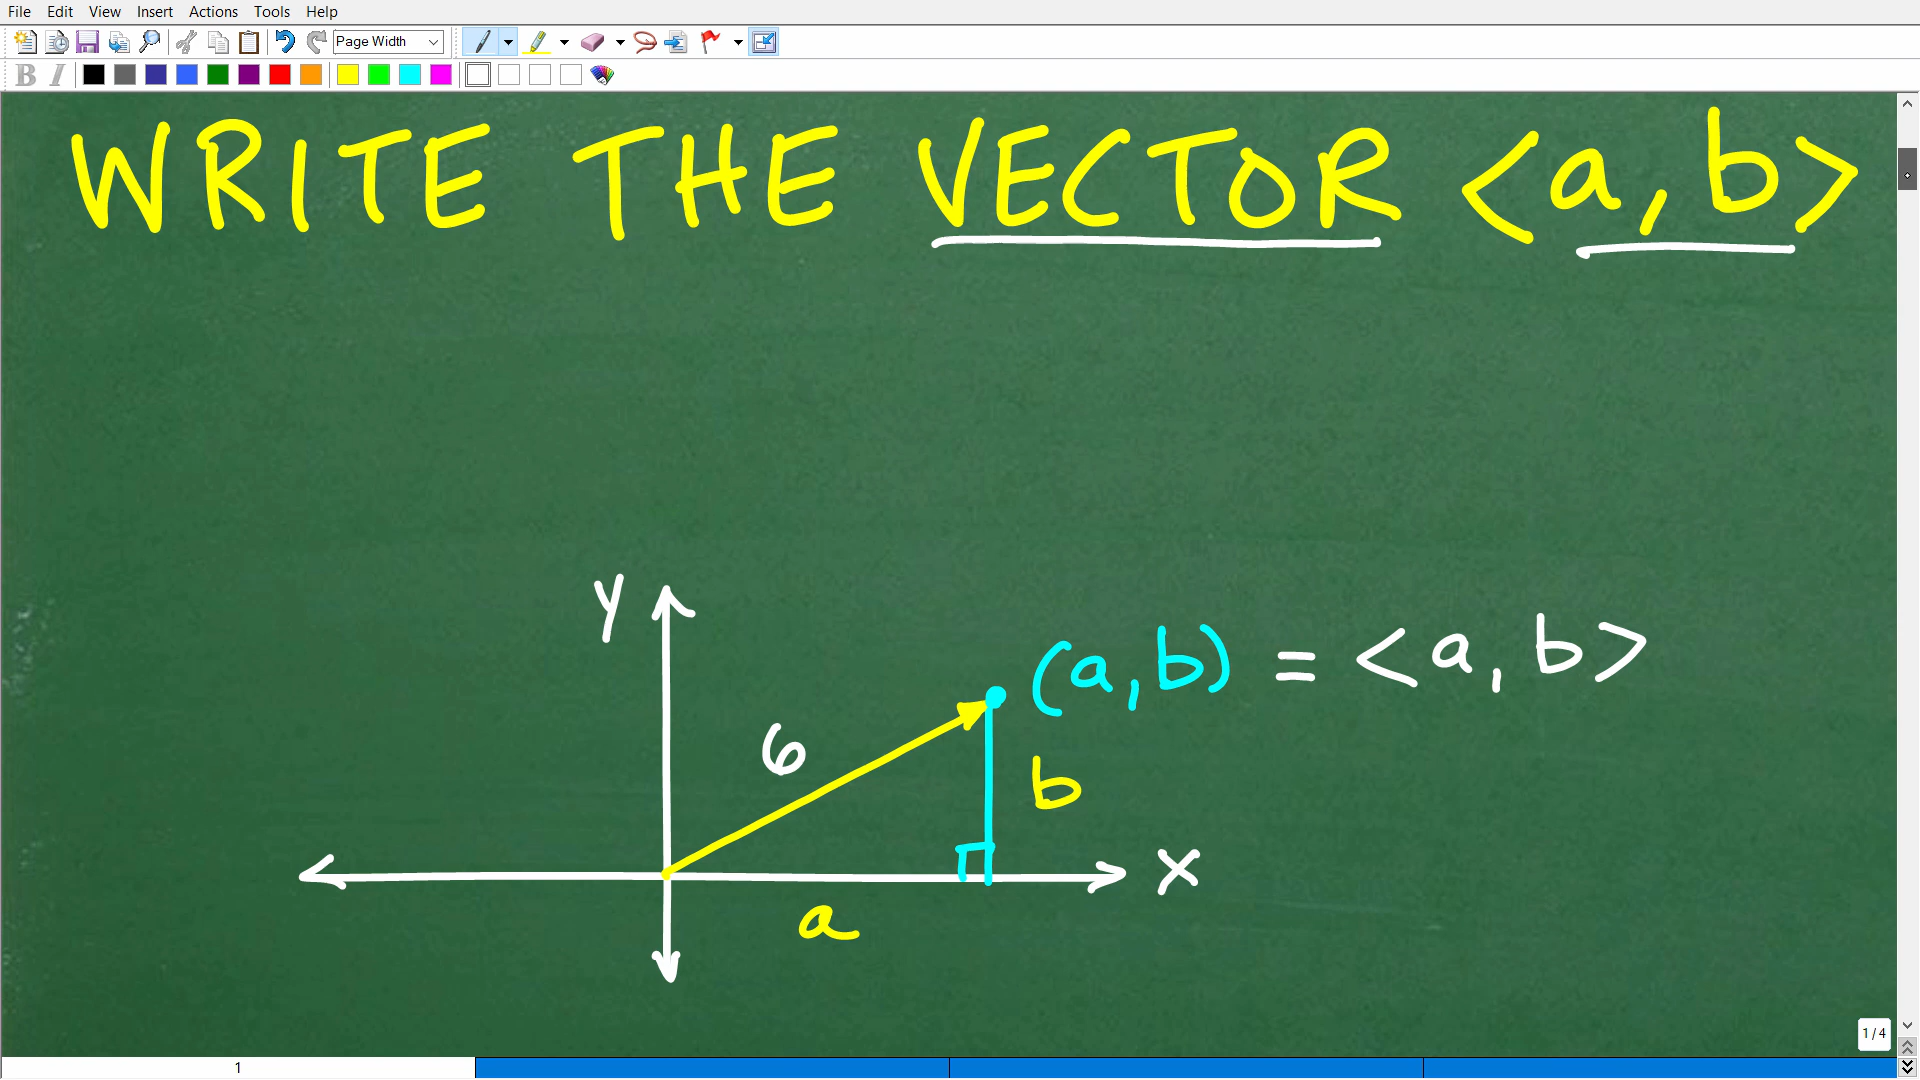 File Edit View Insert Actions Tools Help
Page Width
B I
WRITE THE VECTOR <a, b>
y
(a, b) = <a, b>
6
b
x
a
1 / 4
1